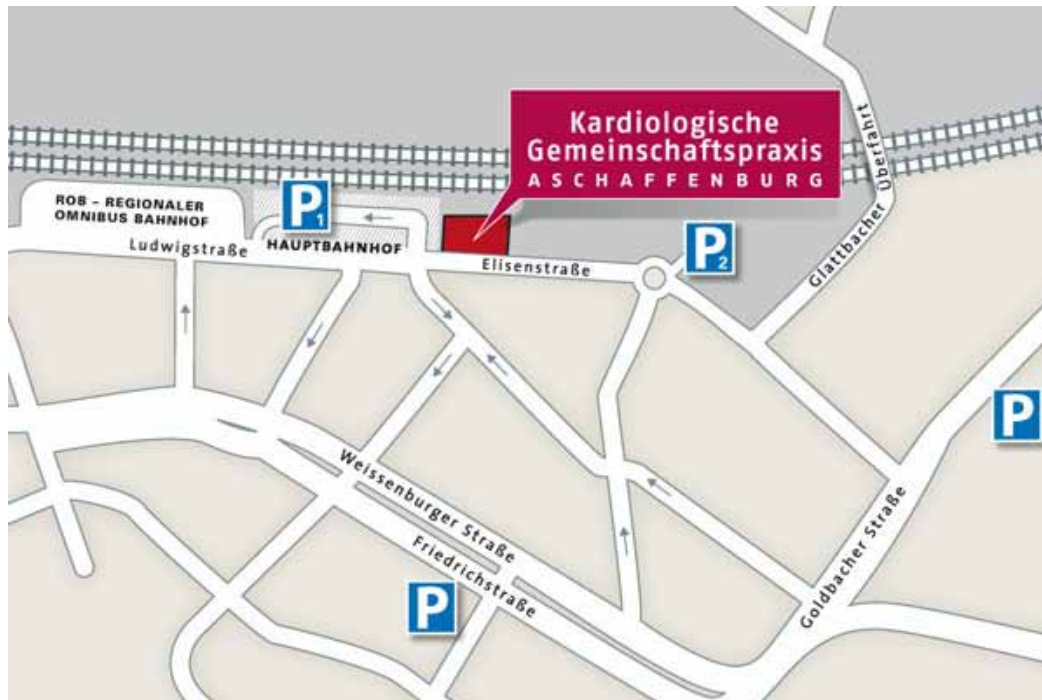 Kardiologische
Gemeinschaftspraxis
ASCHAFFENBURG
Glattbacher Überfahrt
ROB – REGIONALER
OMNIBUS BAHNHOF
P1
Ludwigstraße
HAUPTBAHNHOF
Elisenstraße
P2
P
Weissenburger Straße
Friedrichstraße
Goldbacher Straße
P